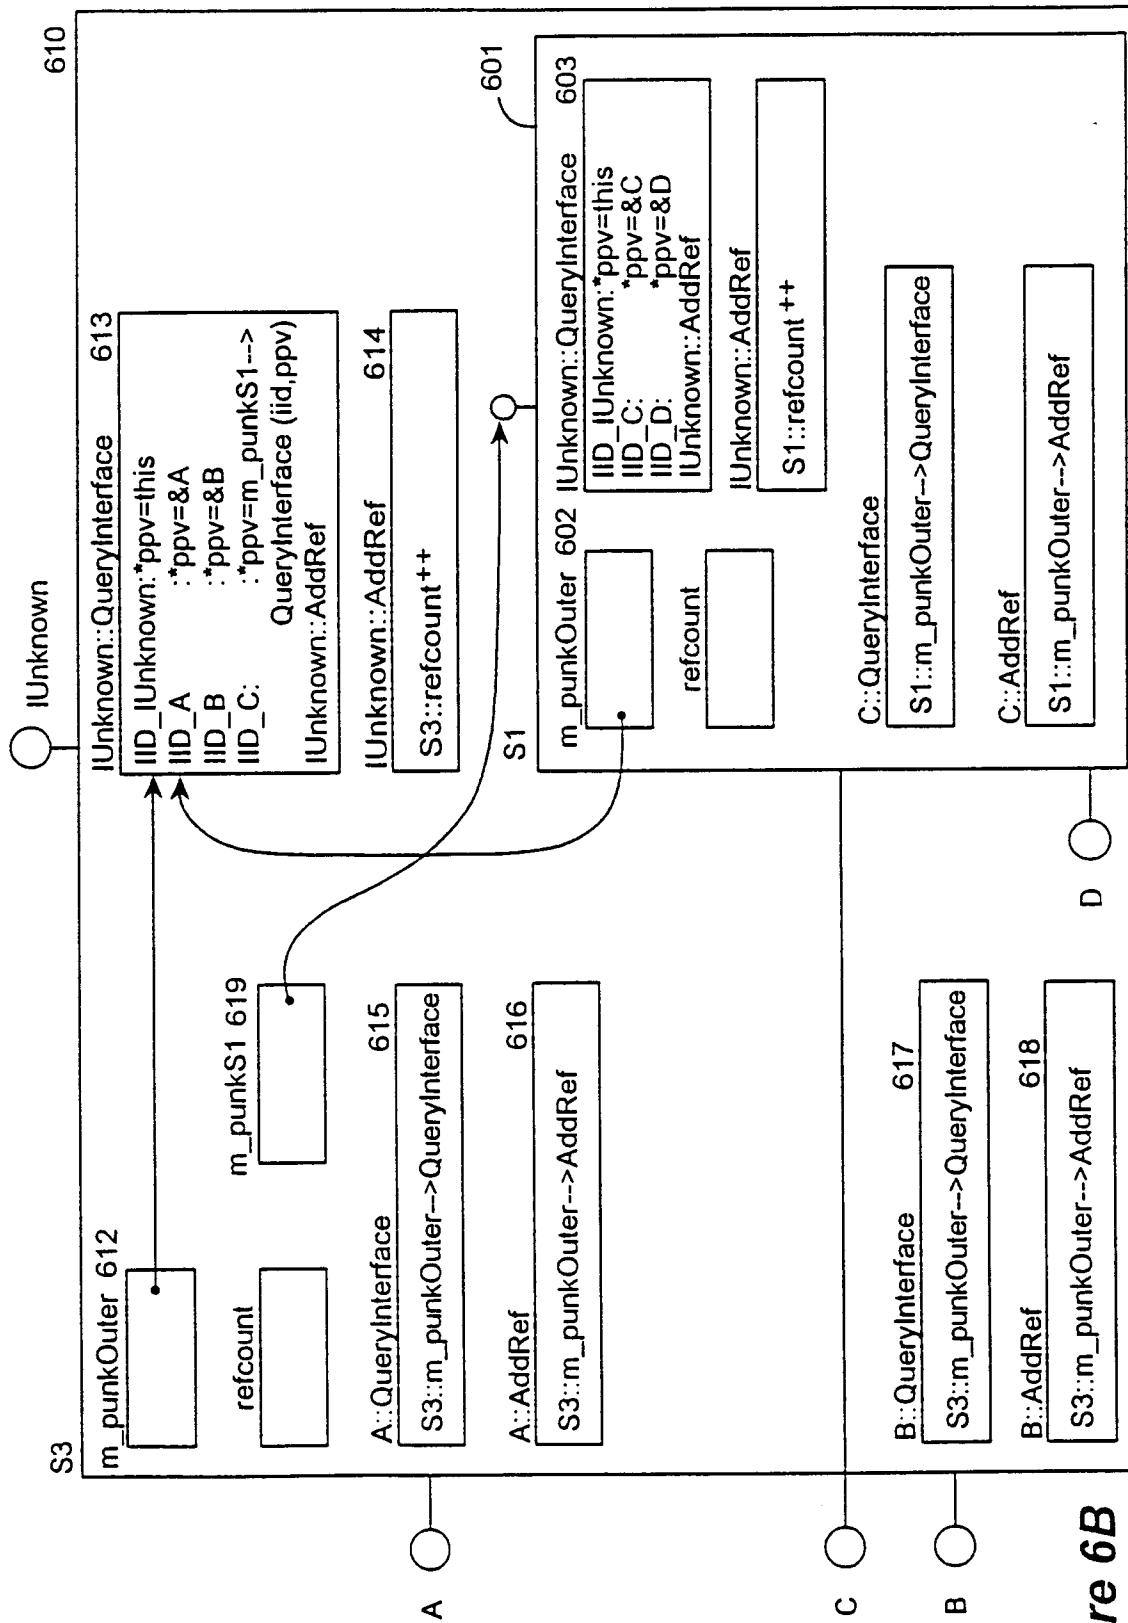 IUnknown
S3
610
m_punkOuter 612
refcount
m_punkS1 619
A::QueryInterface 615
S3::m_punkOuter-->QueryInterface
A::AddRef 616
S3::m_punkOuter-->AddRef
B::QueryInterface 617
S3::m_punkOuter-->QueryInterface
B::AddRef 618
S3::m_punkOuter-->AddRef
IUnknown::QueryInterface 613
IID_IUnknown:*ppv=this
IID_A :*ppv=&A
IID_B :*ppv=&B
IID_C: :*ppv=m_punkS1-->
QueryInterface (iid,ppv)
IUnknown::AddRef
IUnknown::AddRef 614
S3::refcount++
601
S1
m_punkOuter 602
refcount
IUnknown::QueryInterface 603
IID_IUnknown:*ppv=this
IID_C: *ppv=&C
IID_D: *ppv=&D
IUnknown::AddRef
IUnknown::AddRef
S1::refcount++
C::QueryInterface
S1::m_punkOuter-->QueryInterface
C::AddRef
S1::m_punkOuter-->AddRef
A
C
B
D
re 6B